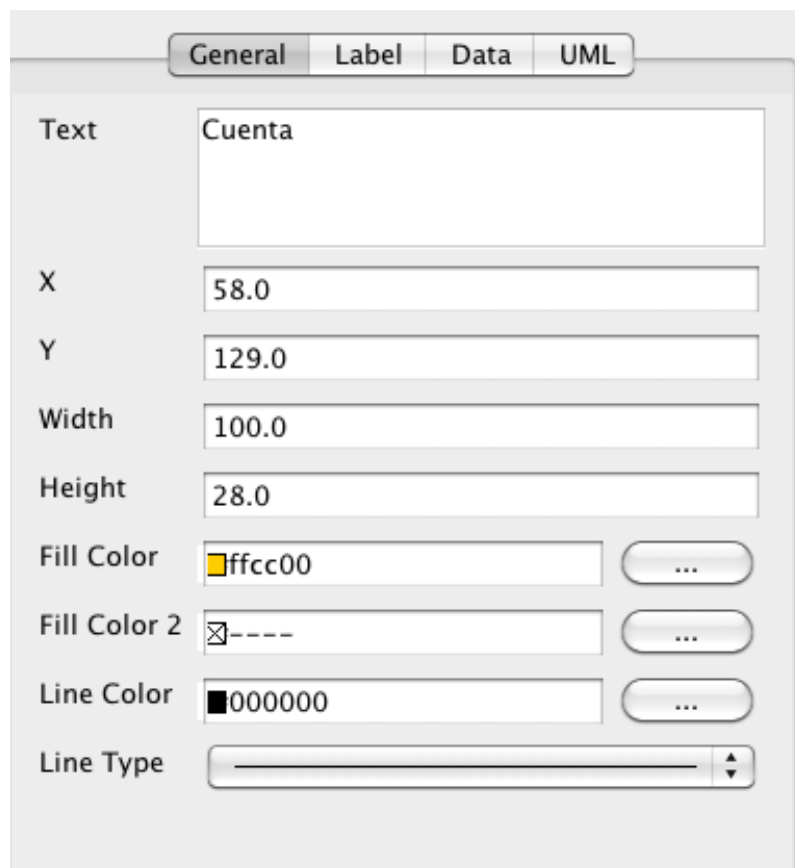 General Label Data UML
Text Cuenta
X 58.0
Y 129.0
Width 100.0
Height 28.0
Fill Color ffcc00 ...
Fill Color 2 ---- ...
Line Color 000000 ...
Line Type